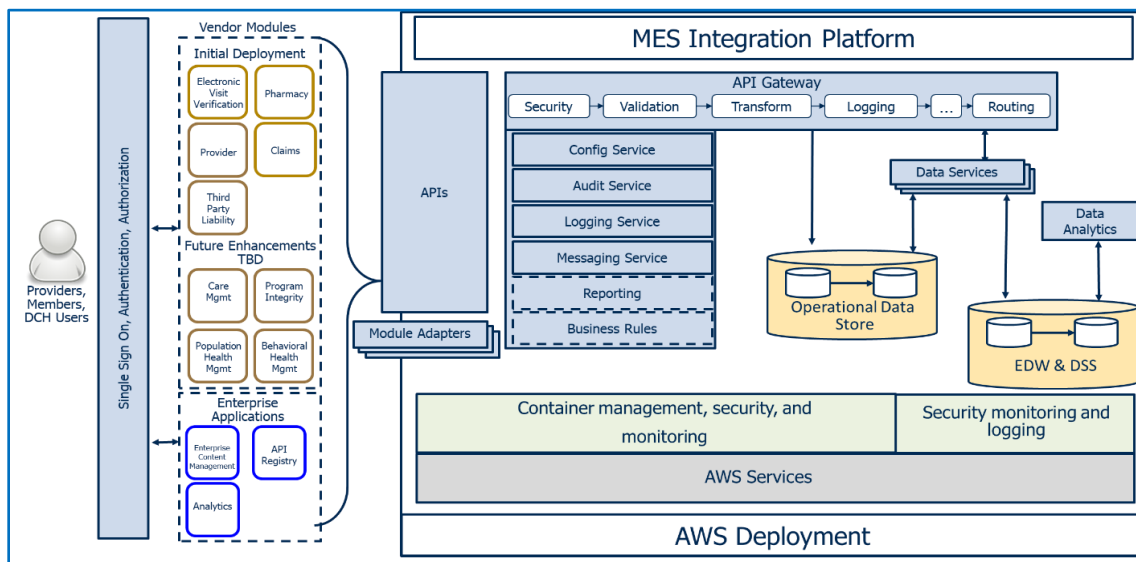 Vendor Modules
Initial Deployment
Electronic
Visit
Verification
Pharmacy
Provider
Claims
Third
Party
Liability
Future Enhancements
TBD
Care
Mgmt
Program
Integrity
Population
Health
Mgmt
Behavioral
Health
Mgmt
Enterprise
Applications
Enterprise
Content
Management
API
Registry
Analytics
Providers,
Members,
DCH Users
Single Sign On, Authentication, Authorization
APIs
Module Adapters
MES Integration Platform
API Gateway
Security
Validation
Transform
Logging
...
Routing
Config Service
Audit Service
Logging Service
Messaging Service
Reporting
Business Rules
Data Services
Data
Analytics
Operational Data
Store
EDW & DSS
Container management, security, and
monitoring
Security monitoring and
logging
AWS Services
AWS Deployment